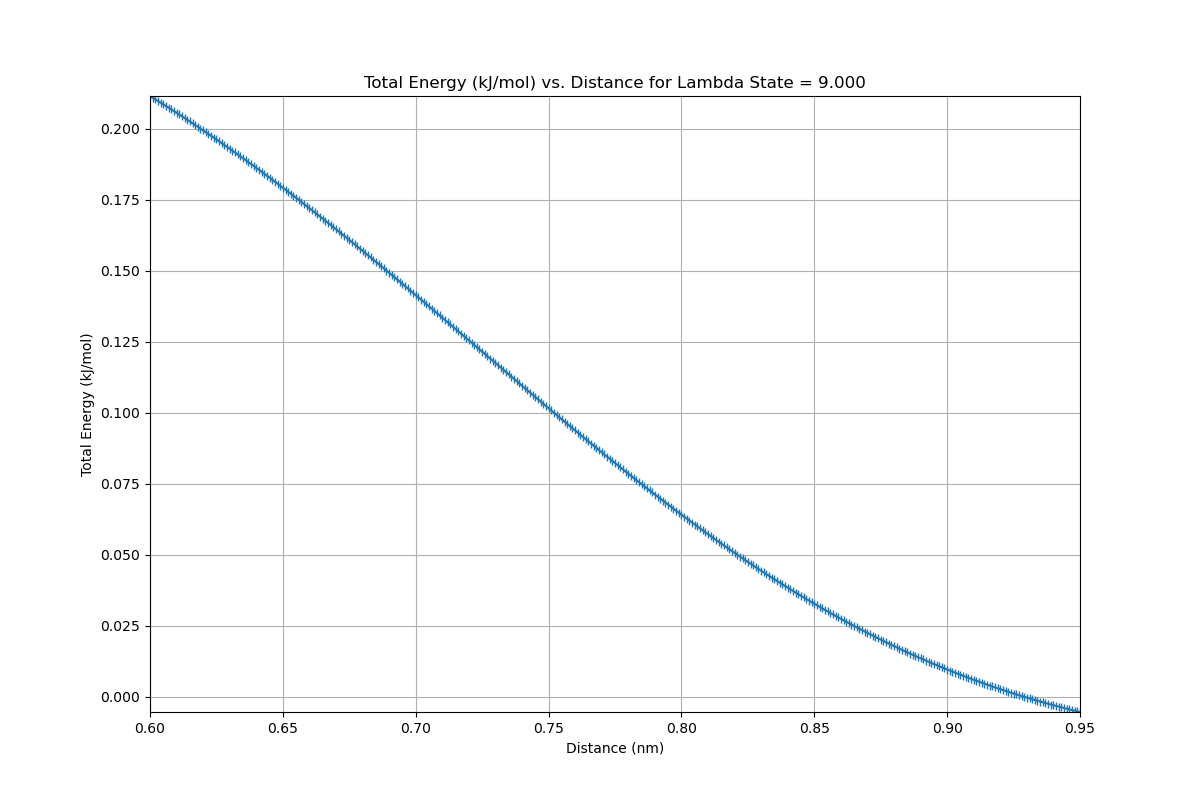 Total Energy (kJ/mol) vs. Distance for Lambda State = 9.000
0.200
0.175
0.150
0.125
0.100
0.075
0.050
0.025
0.000
Total Energy (kJ/mol)
0.60 0.65 0.70 0.75 0.80 0.85 0.90 0.95
Distance (nm)